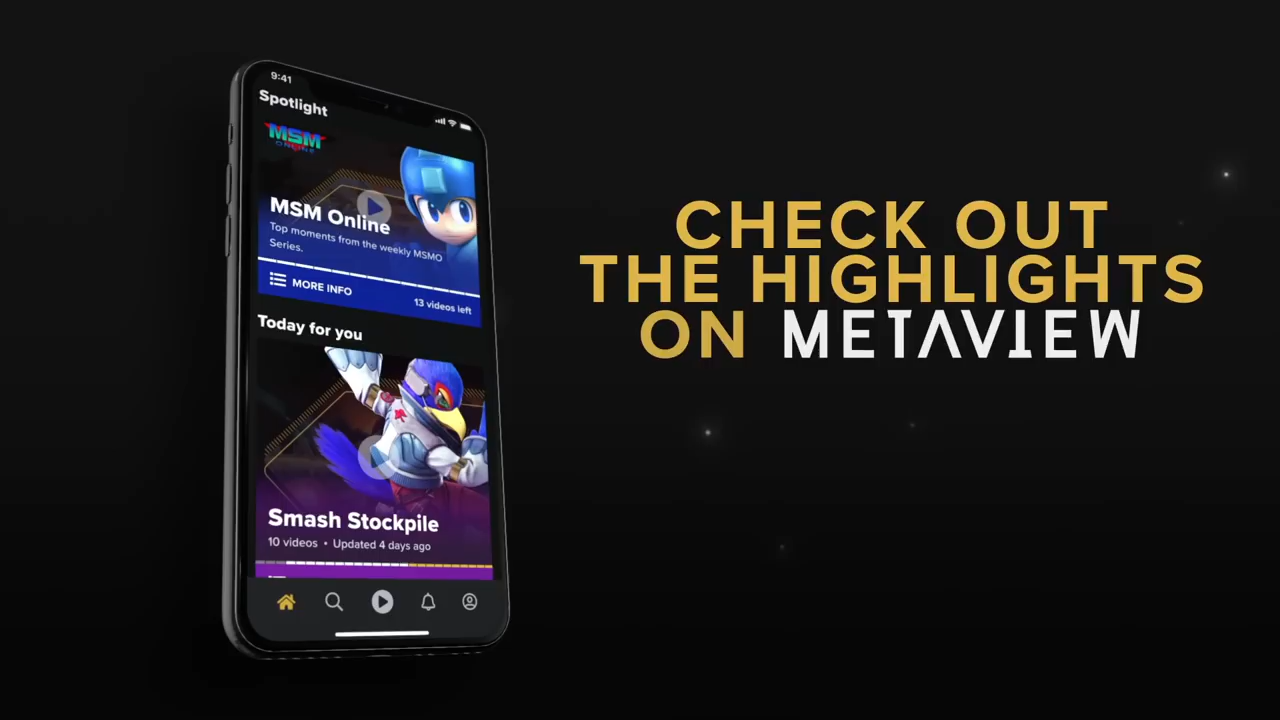 9:41
Spotlight
MSM
ONLINE
MSM Online
Top moments from the weekly MSMO
Series.
MORE INFO
13 videos left
Today for you
Smash Stockpile
10 videos • Updated 4 days ago
CHECK OUT
THE HIGHLIGHTS
ON METAVIEW